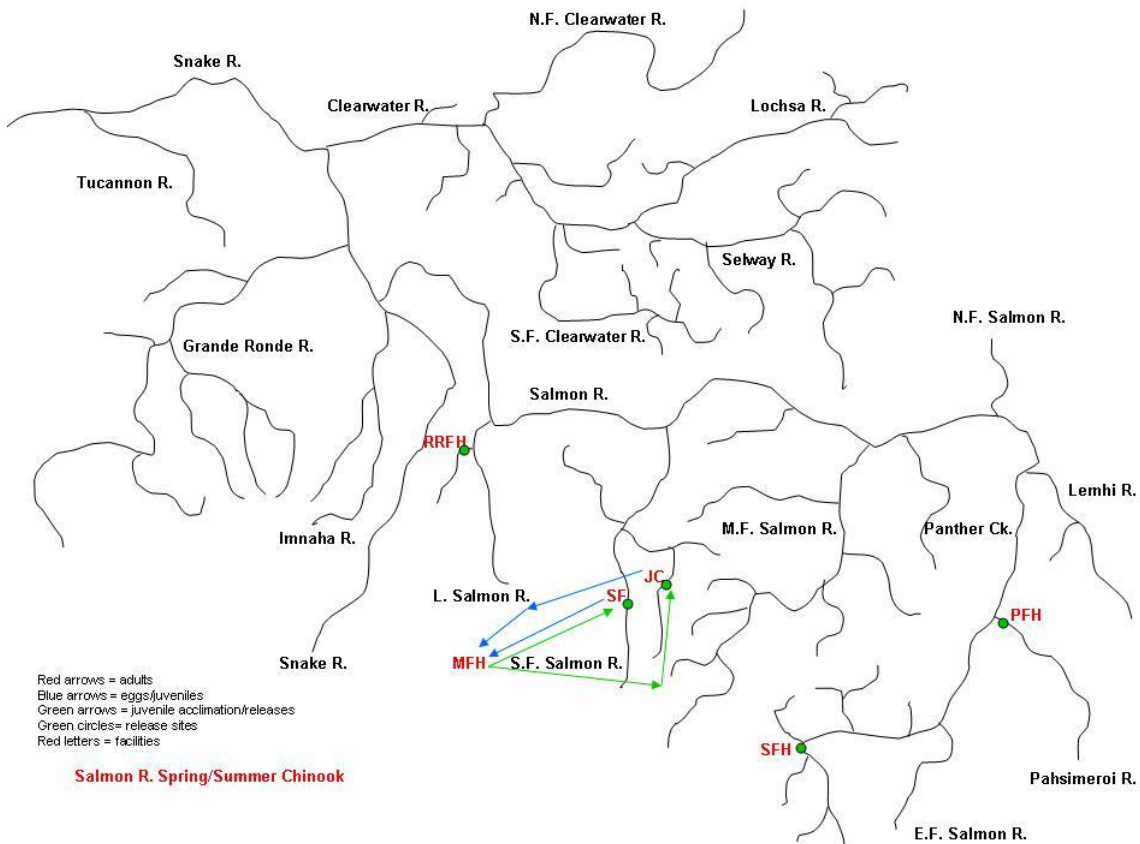 N.F. Clearwater R.
Snake R.
Clearwater R.
Lochsa R.
Tucannon R.
Selway R.
N.F. Salmon R.
S.F. Clearwater R.
Grande Ronde R.
Salmon R.
RRFH
Lemhi R.
M.F. Salmon R.
Panther Ck.
Imnaha R.
JC
L. Salmon R.
SF
PFH
MFH
S.F. Salmon R.
Snake R.
Red arrows = adults
Blue arrows = eggs/juveniles
Green arrows = juvenile acclimation/releases
Green circles= release sites
Red letters = facilities
SFH
Salmon R. Spring/Summer Chinook
Pahsimeroi R.
E.F. Salmon R.